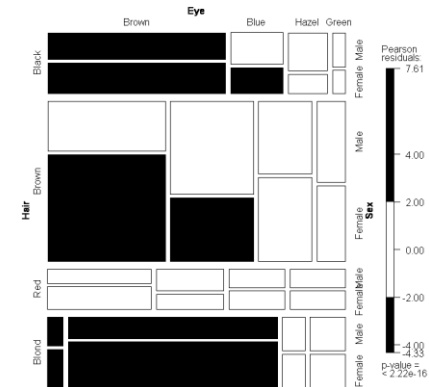 Eye
Brown Blue Hazel Green
Hair
Black
Brown
Red
Blond
Sex
Male
Female
Male
Female
Male
Female
Male
Female
Pearson
residuals:
7.61
4.00
2.00
0.00
-2.00
-4.00
-4.33
p-value =
< 2.22e-16